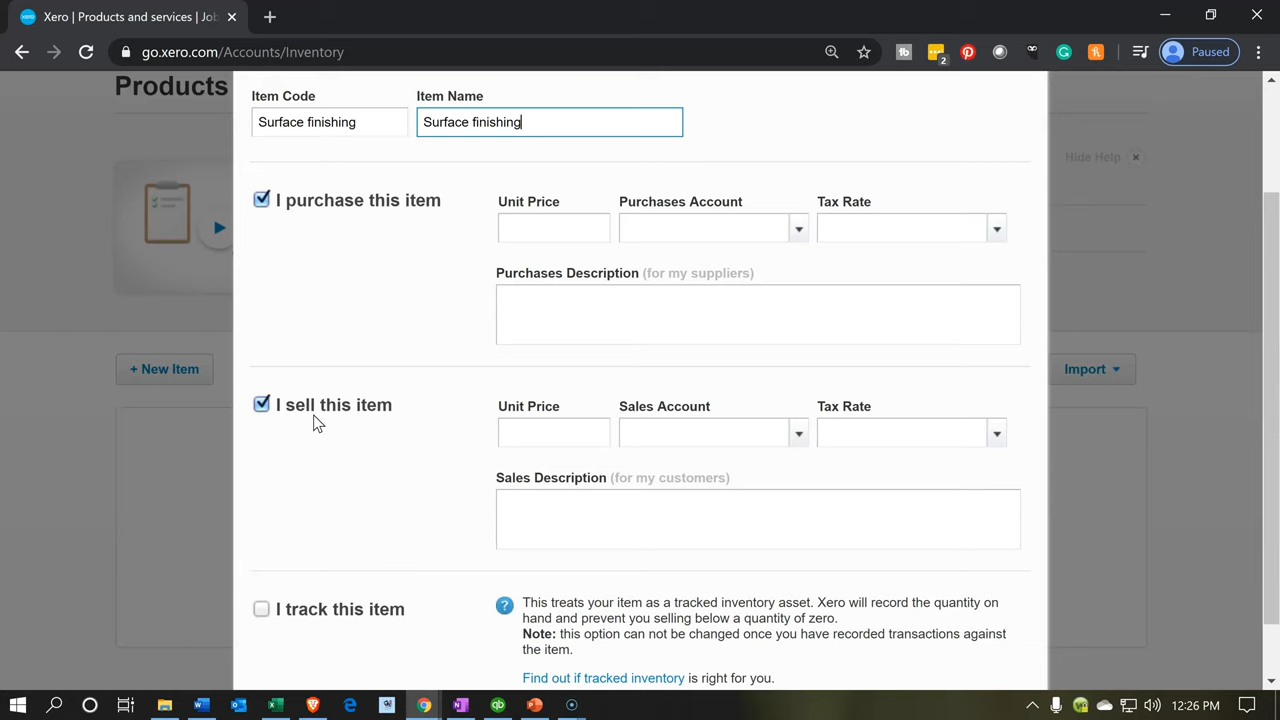 Xero | Products and services | Job
go.xero.com/Accounts/Inventory
2
Paused
Products
Item Code
Item Name
Surface finishing
Surface finishing
Hide Help
I purchase this item
Unit Price
Purchases Account
Tax Rate
Purchases Description (for my suppliers)
+ New Item
Import
I sell this item
Unit Price
Sales Account
Tax Rate
Sales Description (for my customers)
I track this item
This treats your item as a tracked inventory asset. Xero will record the quantity on
hand and prevent you selling below a quantity of zero.
Note: this option can not be changed once you have recorded transactions against
the item.
Find out if tracked inventory is right for you.
12:26 PM